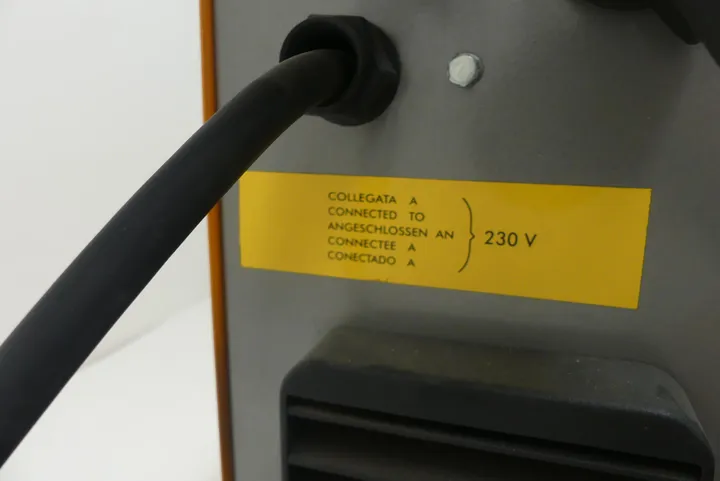 COLLEGATA A
CONNECTED TO
ANGESCHLOSSEN AN
CONNECTEE A
CONECTADO A
230 V